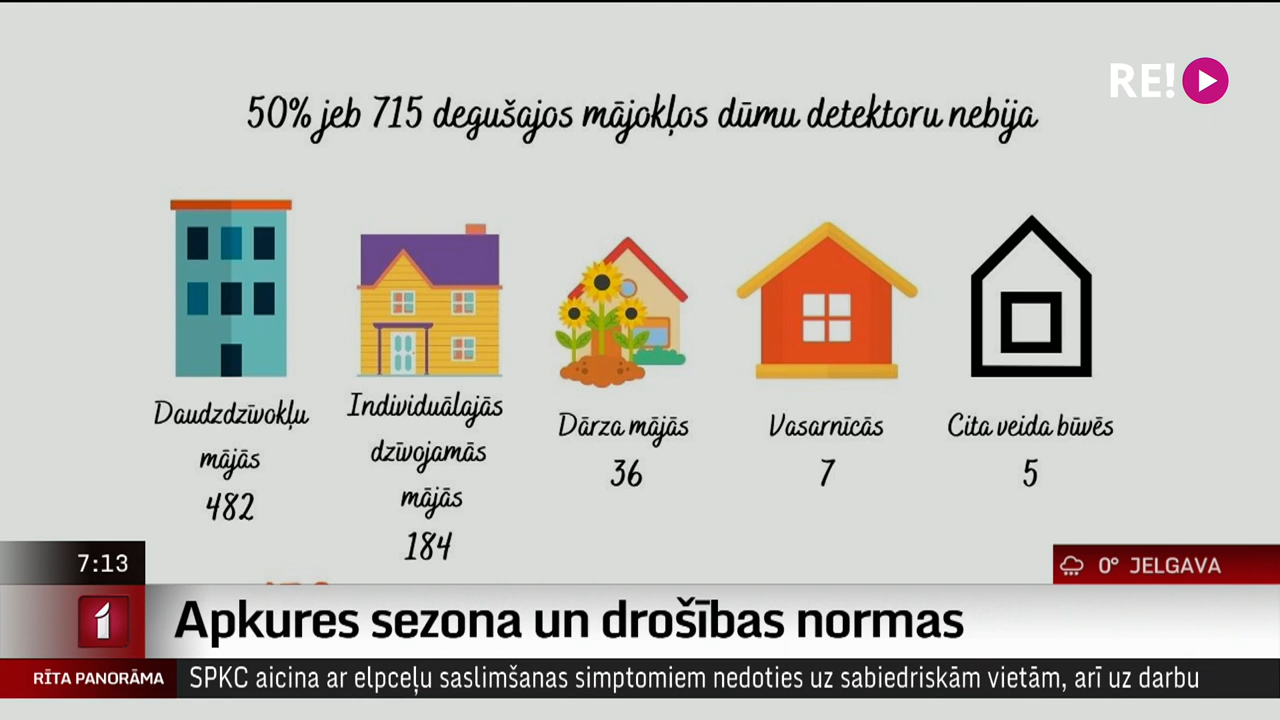 RE!
50% jeb 715 degušajos mājokļos dūmu detektoru nebija
Daudzdzīvokļu
mājās
482
Individuālajās
dzīvojamās
mājās
184
Dārza mājās
36
Vasarnīcās
7
Cita veida būvēs
5
7:13
0° JELGAVA
1
Apkures sezona un drošības normas
RĪTA PANORĀMA
SPKC aicina ar elpceļu saslimšanas simptomiem nedoties uz sabiedriskām vietām, arī uz darbu